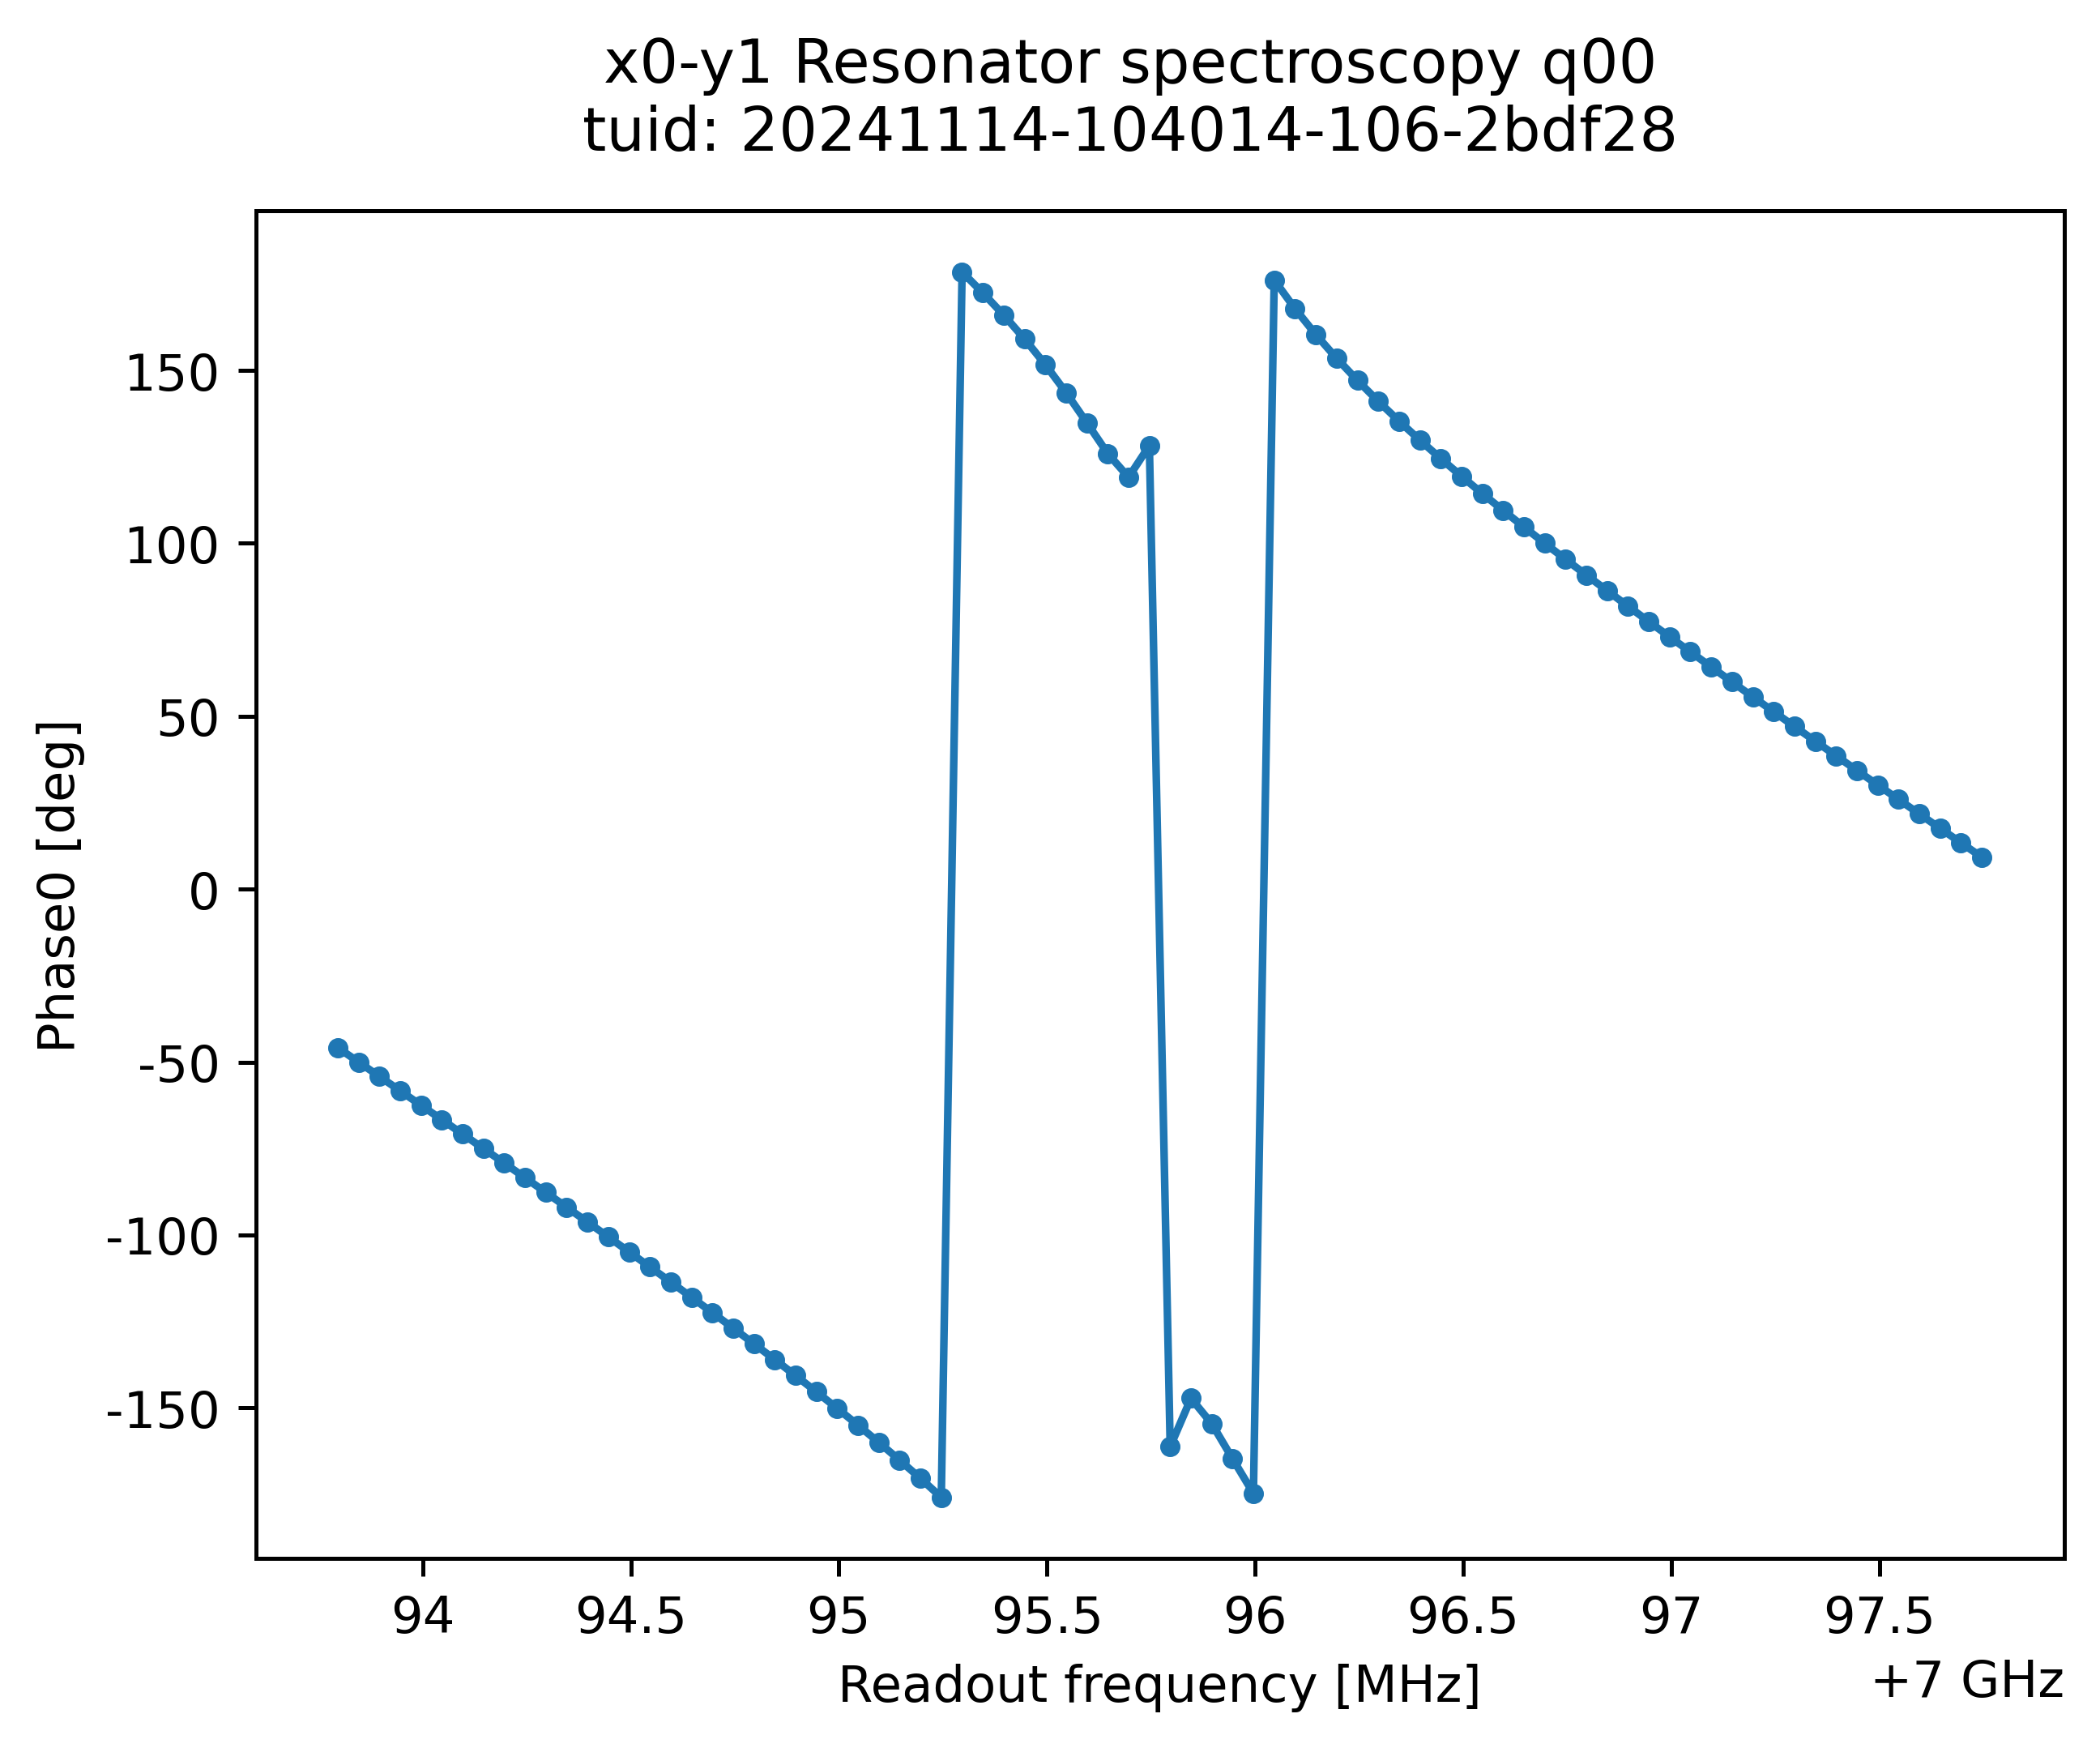 x0-y1 Resonator spectroscopy q00
tuid: 20241114-104014-106-2bdf28
Phase0 [deg]
150
100
50
0
-50
-100
-150
94 94.5 95 95.5 96 96.5 97 97.5
Readout frequency [MHz]
+7 GHz